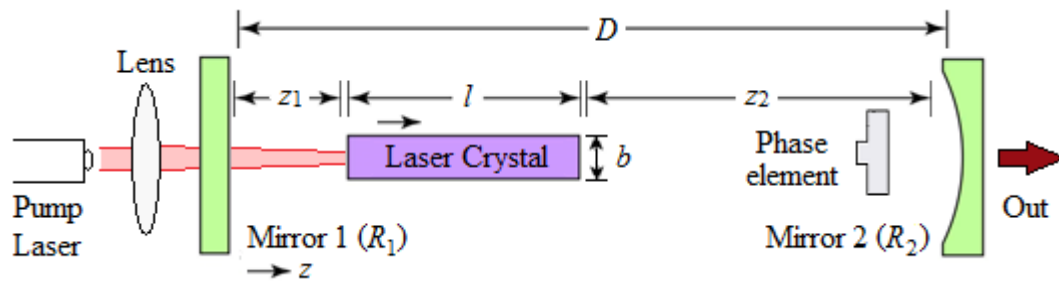 D
Lens
z1
l
z2
Laser Crystal
b
Phase
element
Pump
Laser
Out
Mirror 1 (R1)
Mirror 2 (R2)
z